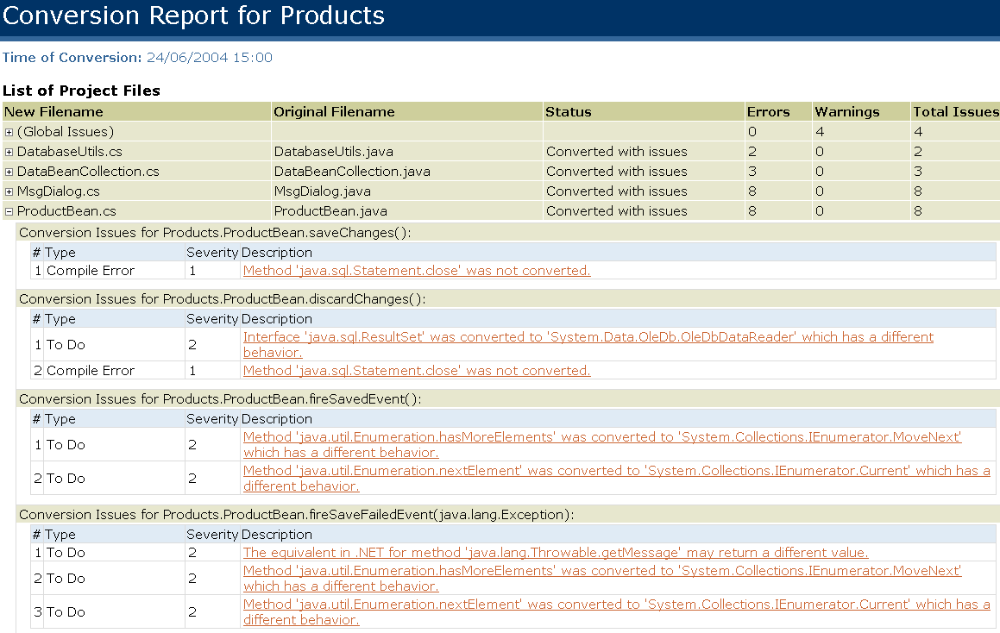 Conversion Report for Products
Time of Conversion: 24/06/2004 15:00
List of Project Files
New Filename Original Filename Status Errors Warnings Total Issues
(Global Issues) 0 4 4
DatabaseUtils.cs DatabaseUtils.java Converted with issues 2 0 2
DataBeanCollection.cs DataBeanCollection.java Converted with issues 3 0 3
MsgDialog.cs MsgDialog.java Converted with issues 8 0 8
ProductBean.cs ProductBean.java Converted with issues 8 0 8
Conversion Issues for Products.ProductBean.saveChanges():
# Type Severity Description
1 Compile Error 1 Method 'java.sql.Statement.close' was not converted.
Conversion Issues for Products.ProductBean.discardChanges():
# Type Severity Description
1 To Do 2 Interface 'java.sql.ResultSet' was converted to 'System.Data.OleDb.OleDbDataReader' which has a different
behavior.
2 Compile Error 1 Method 'java.sql.Statement.close' was not converted.
Conversion Issues for Products.ProductBean.fireSavedEvent():
# Type Severity Description
1 To Do 2 Method 'java.util.Enumeration.hasMoreElements' was converted to 'System.Collections.IEnumerator.MoveNext'
which has a different behavior.
2 To Do 2 Method 'java.util.Enumeration.nextElement' was converted to 'System.Collections.IEnumerator.Current' which has a
different behavior.
Conversion Issues for Products.ProductBean.fireSaveFailedEvent(java.lang.Exception):
# Type Severity Description
1 To Do 2 The equivalent in .NET for method 'java.lang.Throwable.getMessage' may return a different value.
2 To Do 2 Method 'java.util.Enumeration.hasMoreElements' was converted to 'System.Collections.IEnumerator.MoveNext'
which has a different behavior.
3 To Do 2 Method 'java.util.Enumeration.nextElement' was converted to 'System.Collections.IEnumerator.Current' which has a
different behavior.